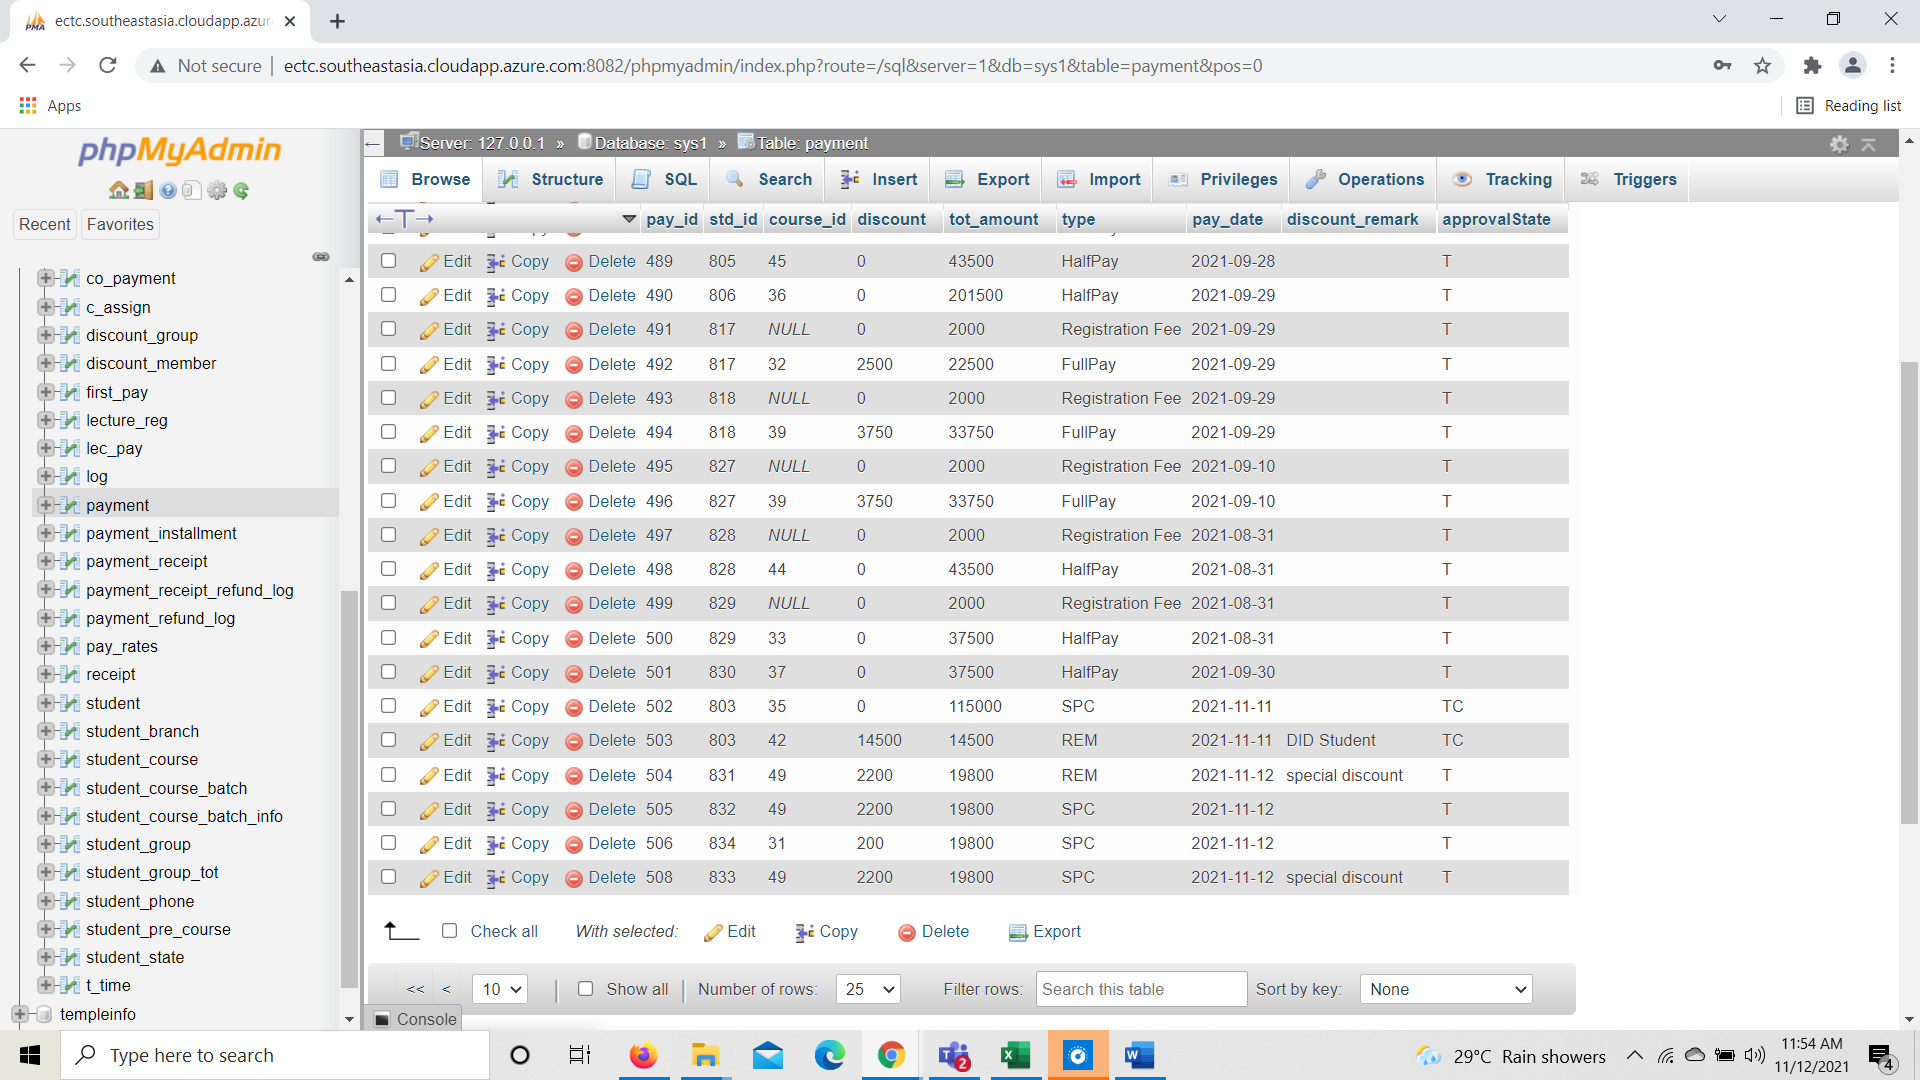 ectc.southeastasia.cloudapp.azur
Not secure ectc.southeastasia.cloudapp.azure.com:8082/phpmyadmin/index.php?route=/sql&server=1&db=sys1&table=payment&pos=0
Apps
Reading list
phpMyAdmin
Recent Favorites
co_payment
c_assign
discount_group
discount_member
first_pay
lecture_reg
lec_pay
log
payment
payment_installment
payment_receipt
payment_receipt_refund_log
payment_refund_log
pay_rates
receipt
student
student_branch
student_course
student_course_batch
student_course_batch_info
student_group
student_group_tot
student_phone
student_pre_course
student_state
t_time
templeinfo
Server: 127.0.0.1 » Database: sys1 » Table: payment
Browse Structure SQL Search Insert Export Import Privileges Operations Tracking Triggers
←T→ pay_id std_id course_id discount tot_amount type pay_date discount_remark approvalState
Edit Copy Delete 489 805 45 0 43500 HalfPay 2021-09-28 T
Edit Copy Delete 490 806 36 0 201500 HalfPay 2021-09-29 T
Edit Copy Delete 491 817 NULL 0 2000 Registration Fee 2021-09-29 T
Edit Copy Delete 492 817 32 2500 22500 FullPay 2021-09-29 T
Edit Copy Delete 493 818 NULL 0 2000 Registration Fee 2021-09-29 T
Edit Copy Delete 494 818 39 3750 33750 FullPay 2021-09-29 T
Edit Copy Delete 495 827 NULL 0 2000 Registration Fee 2021-09-10 T
Edit Copy Delete 496 827 39 3750 33750 FullPay 2021-09-10 T
Edit Copy Delete 497 828 NULL 0 2000 Registration Fee 2021-08-31 T
Edit Copy Delete 498 828 44 0 43500 HalfPay 2021-08-31 T
Edit Copy Delete 499 829 NULL 0 2000 Registration Fee 2021-08-31 T
Edit Copy Delete 500 829 33 0 37500 HalfPay 2021-08-31 T
Edit Copy Delete 501 830 37 0 37500 HalfPay 2021-09-30 T
Edit Copy Delete 502 803 35 0 115000 SPC 2021-11-11 TC
Edit Copy Delete 503 803 42 14500 14500 REM 2021-11-11 DID Student TC
Edit Copy Delete 504 831 49 2200 19800 REM 2021-11-12 special discount T
Edit Copy Delete 505 832 49 2200 19800 SPC 2021-11-12 T
Edit Copy Delete 506 834 31 200 19800 SPC 2021-11-12 T
Edit Copy Delete 508 833 49 2200 19800 SPC 2021-11-12 special discount T
Check all With selected: Edit Copy Delete Export
<< < 10 Show all Number of rows: 25 Filter rows: Search this table Sort by key: None
Console
Type here to search
2
29°C Rain showers
11:54 AM
11/12/2021
4